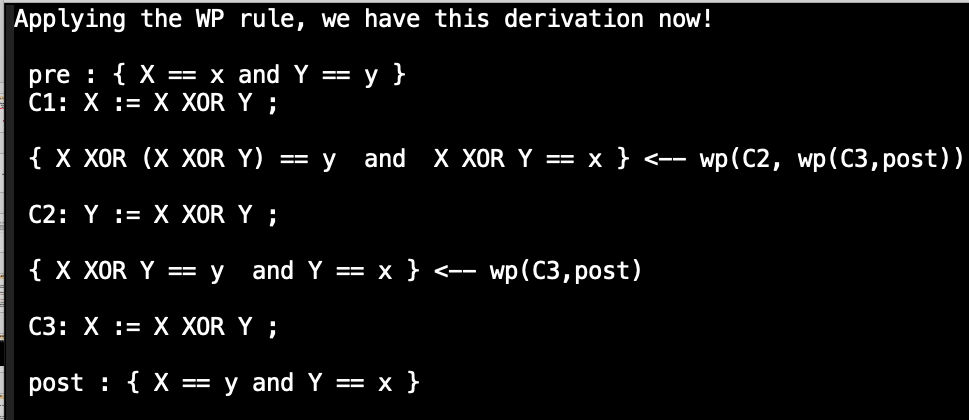 Applying the WP rule, we have this derivation now!
pre : { X == x and Y == y }
C1: X := X XOR Y ;
{ X XOR (X XOR Y) == y  and  X XOR Y == x } <-- wp(C2, wp(C3,post))
C2: Y := X XOR Y ;
{ X XOR Y == y  and Y == x } <-- wp(C3,post)
C3: X := X XOR Y ;
post : { X == y and Y == x }